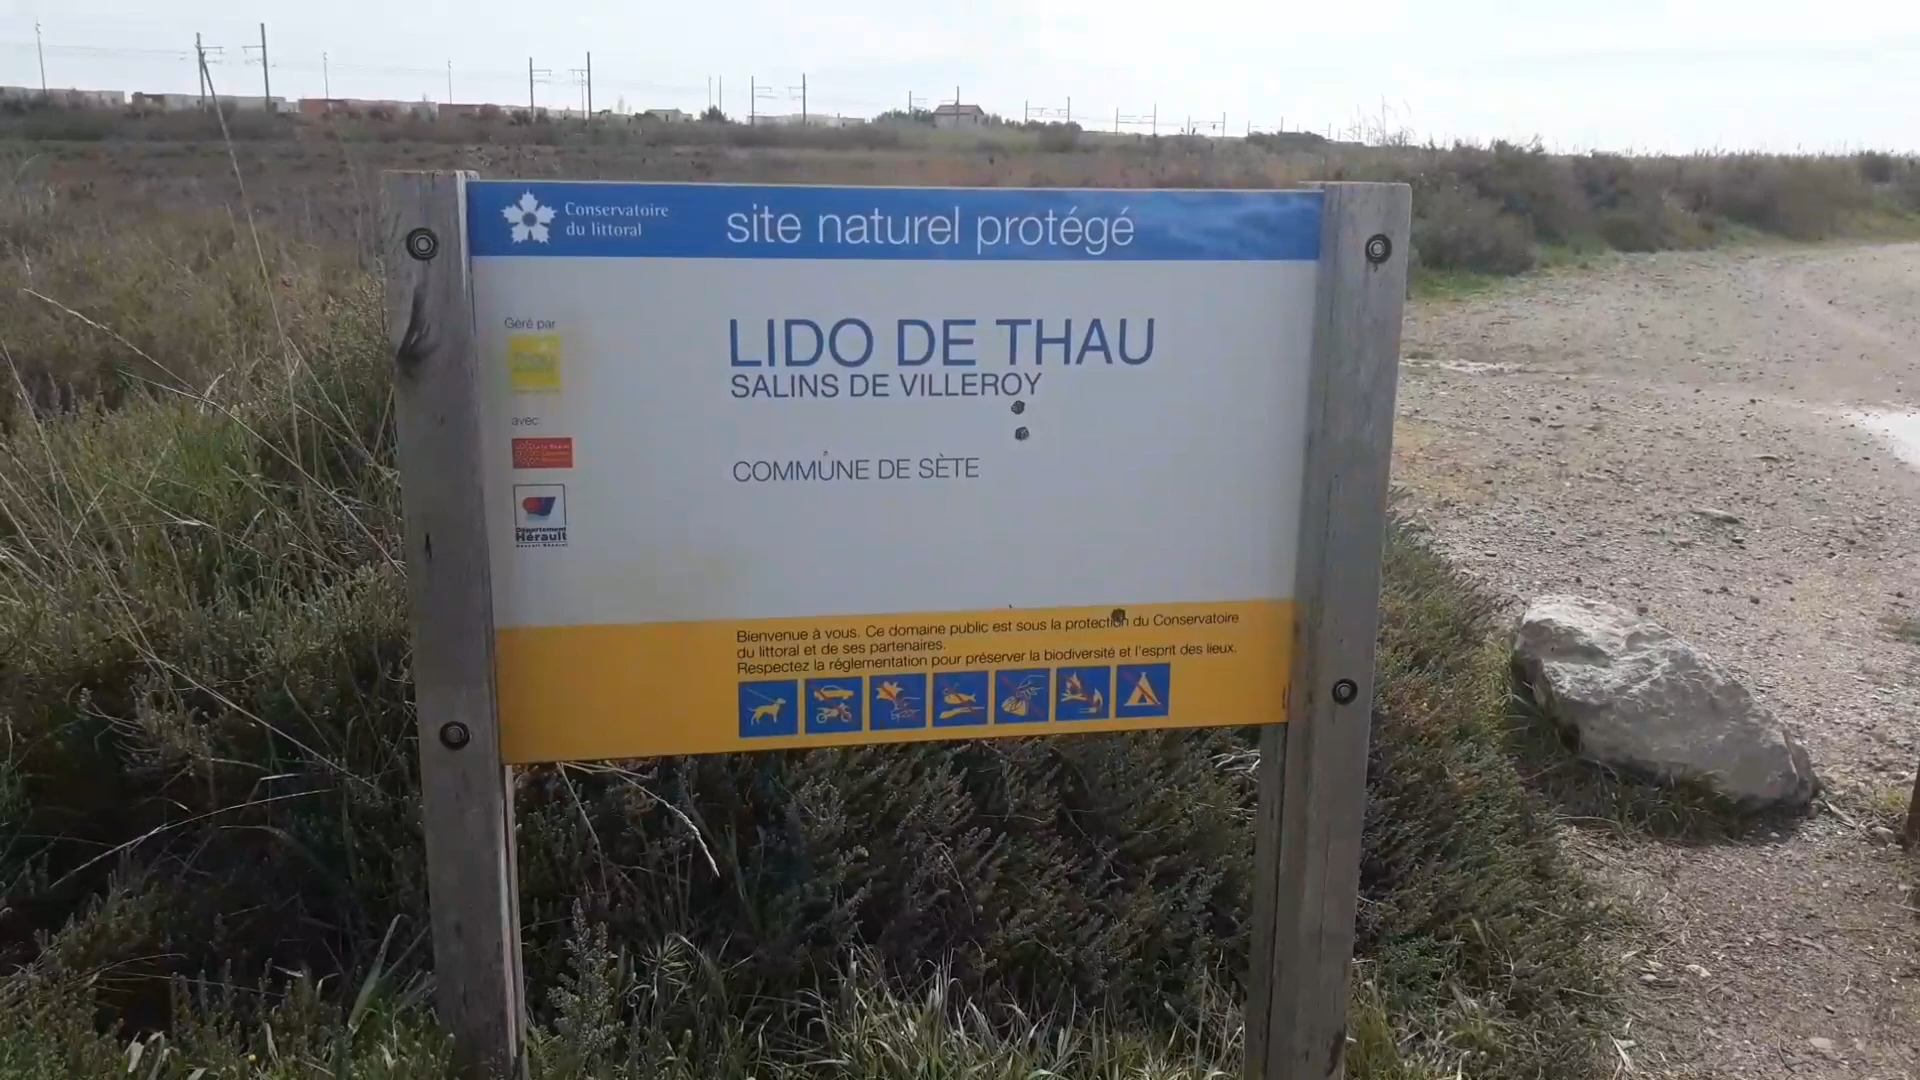 Conservatoire
du littoral
site naturel protégé
Géré par
LIDO DE THAU
SALINS DE VILLEROY
avec
COMMUNE DE SÈTE
Département
Hérault
Bienvenue à vous. Ce domaine public est sous la protection du Conservatoire
du littoral et de ses partenaires.
Respectez la réglementation pour préserver la biodiversité et l'esprit des lieux.